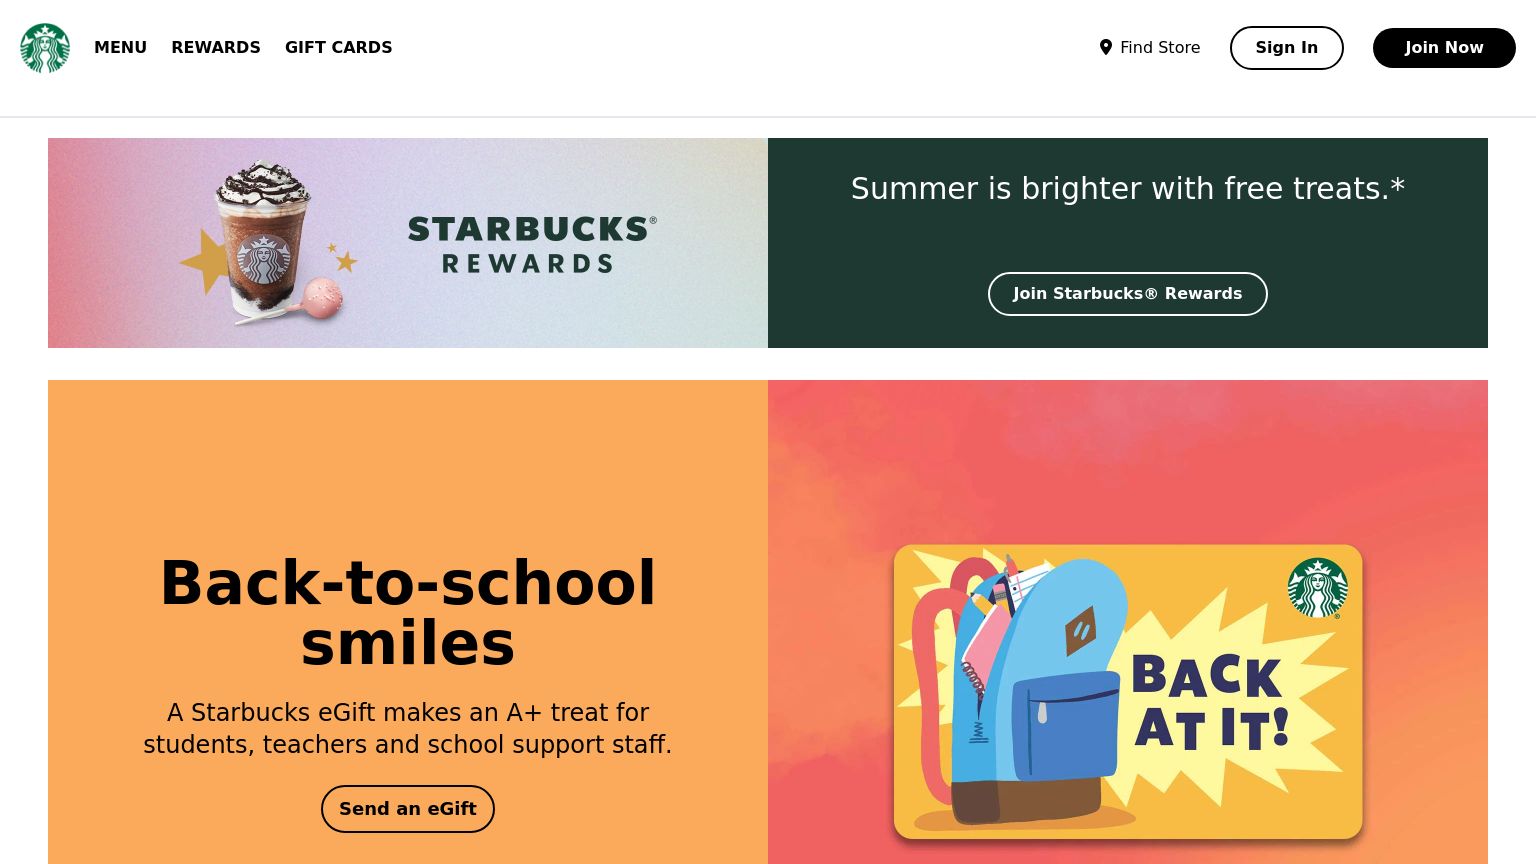 MENU
REWARDS
GIFT CARDS
Find Store
Sign In
Join Now
STARBUCKS®
REWARDS
Summer is brighter with free treats.*
Join Starbucks® Rewards
Back-to-school
smiles
A Starbucks eGift makes an A+ treat for
students, teachers and school support staff.
Send an eGift
BACK
AT IT!